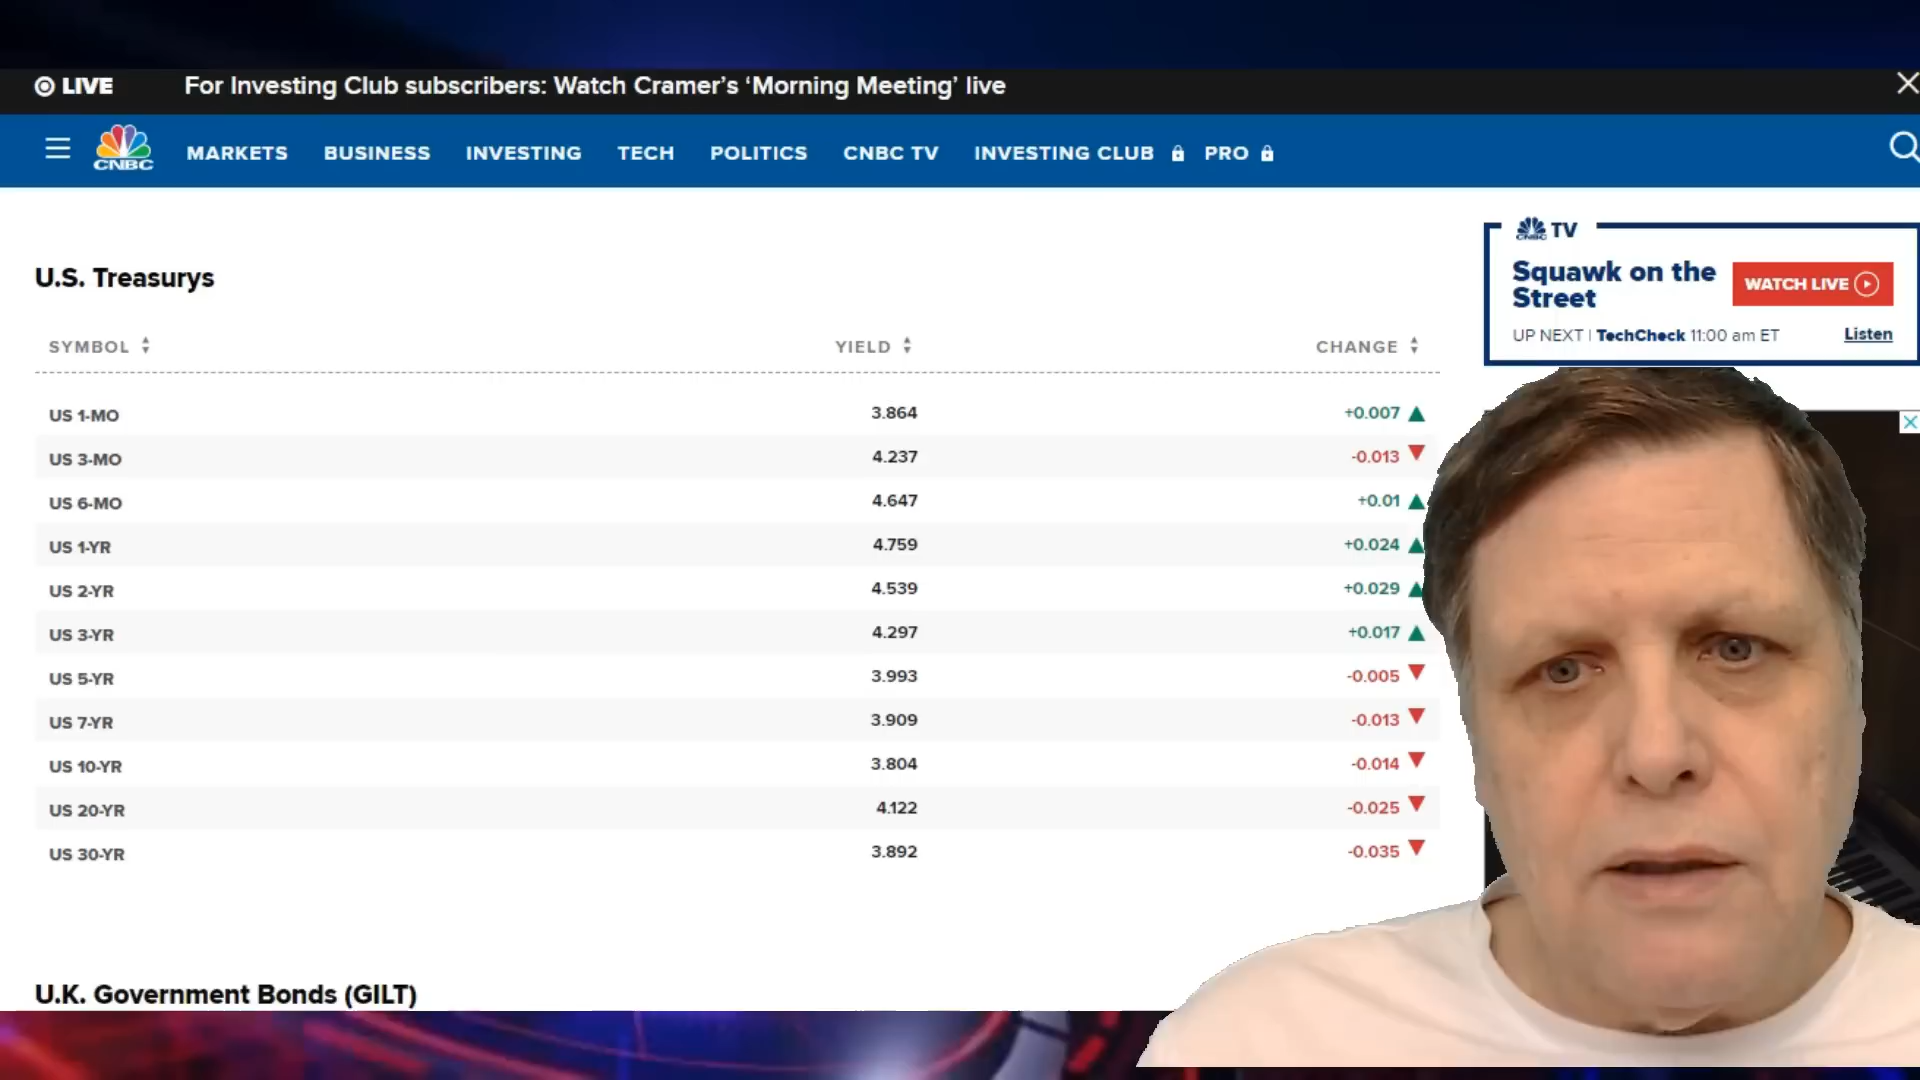 LIVE For Investing Club subscribers: Watch Cramer's 'Morning Meeting' live
CNBC MARKETS BUSINESS INVESTING TECH POLITICS CNBC TV INVESTING CLUB PRO
CNBC TV
Squawk on the
Street
WATCH LIVE
UP NEXT | TechCheck 11:00 am ET Listen
U.S. Treasurys
SYMBOL YIELD CHANGE
US 1-MO 3.864 +0.007
US 3-MO 4.237 -0.013
US 6-MO 4.647 +0.01
US 1-YR 4.759 +0.024
US 2-YR 4.539 +0.029
US 3-YR 4.297 +0.017
US 5-YR 3.993 -0.005
US 7-YR 3.909 -0.013
US 10-YR 3.804 -0.014
US 20-YR 4.122 -0.025
US 30-YR 3.892 -0.035
U.K. Government Bonds (GILT)